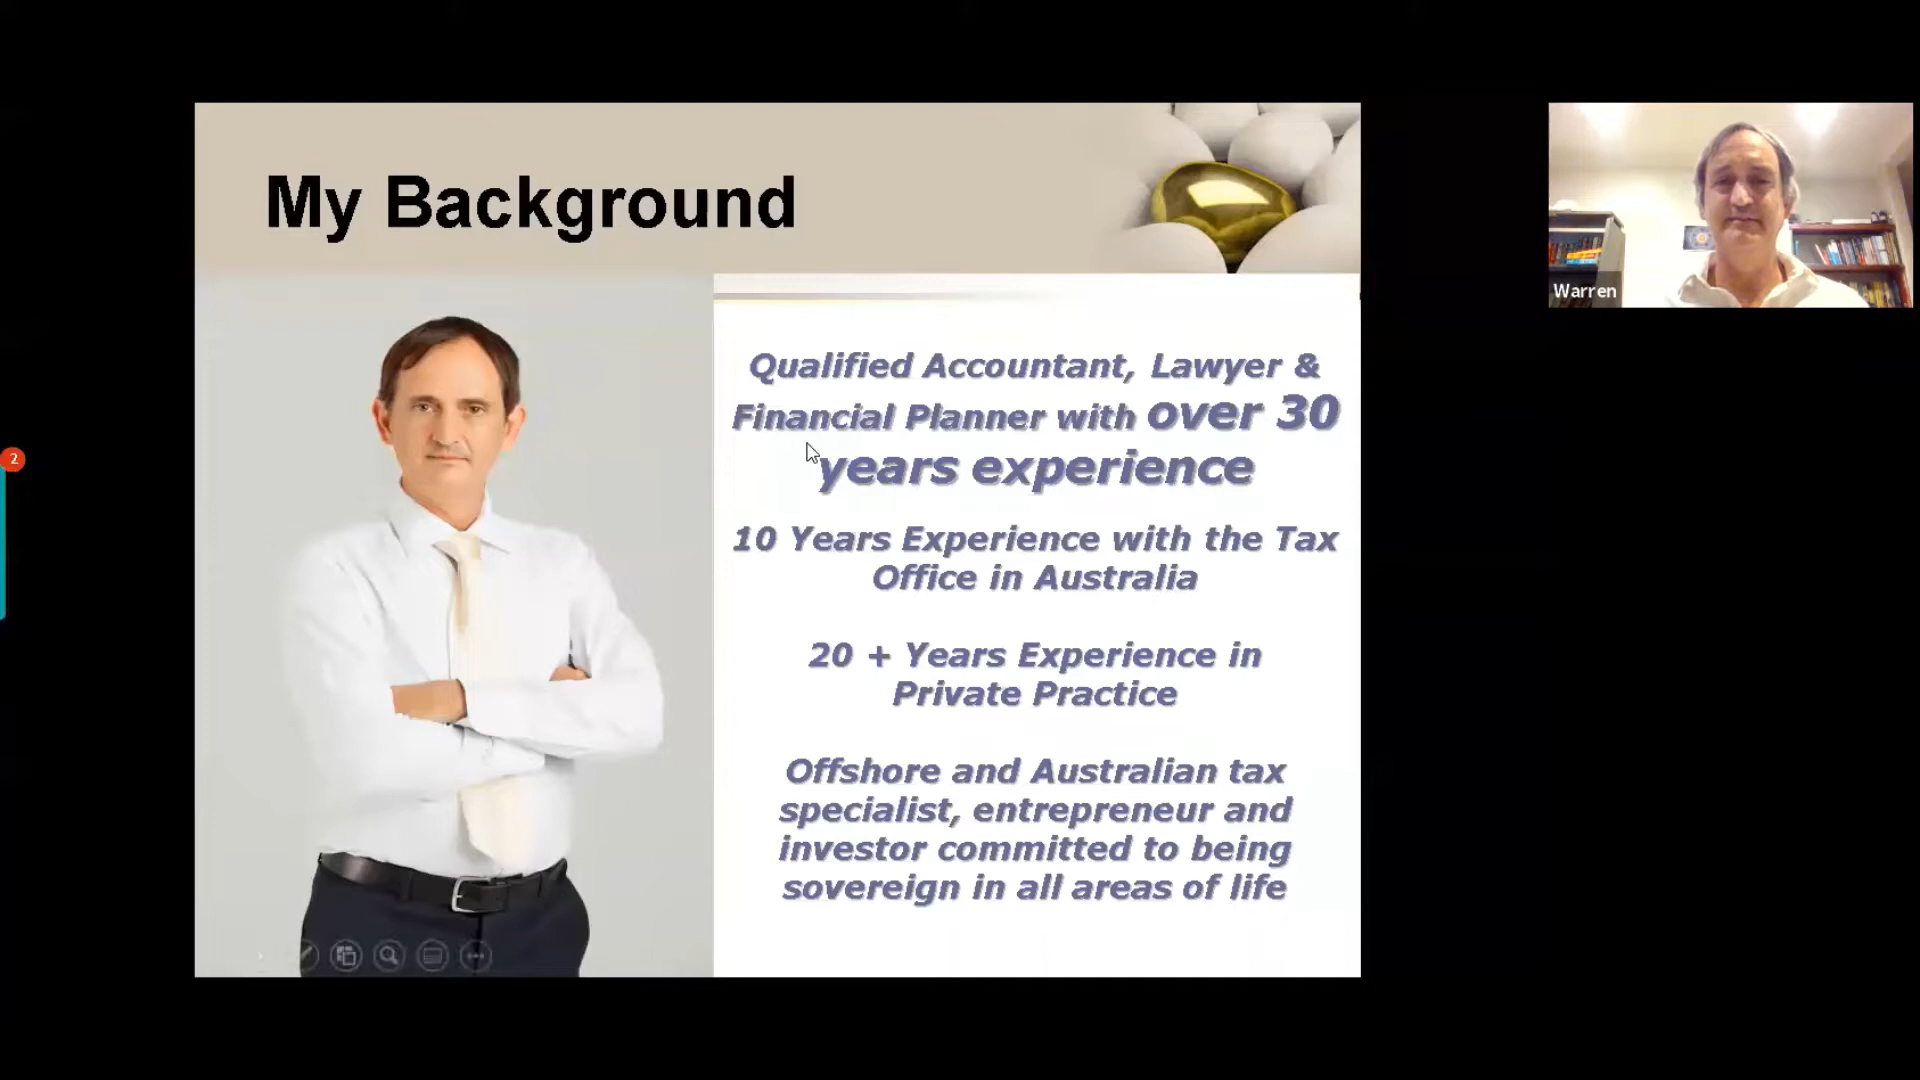 My Background
Warren
Qualified Accountant, Lawyer &
Financial Planner with over 30
years experience
2
10 Years Experience with the Tax
Office in Australia
20 + Years Experience in
Private Practice
Offshore and Australian tax
specialist, entrepreneur and
investor committed to being
sovereign in all areas of life